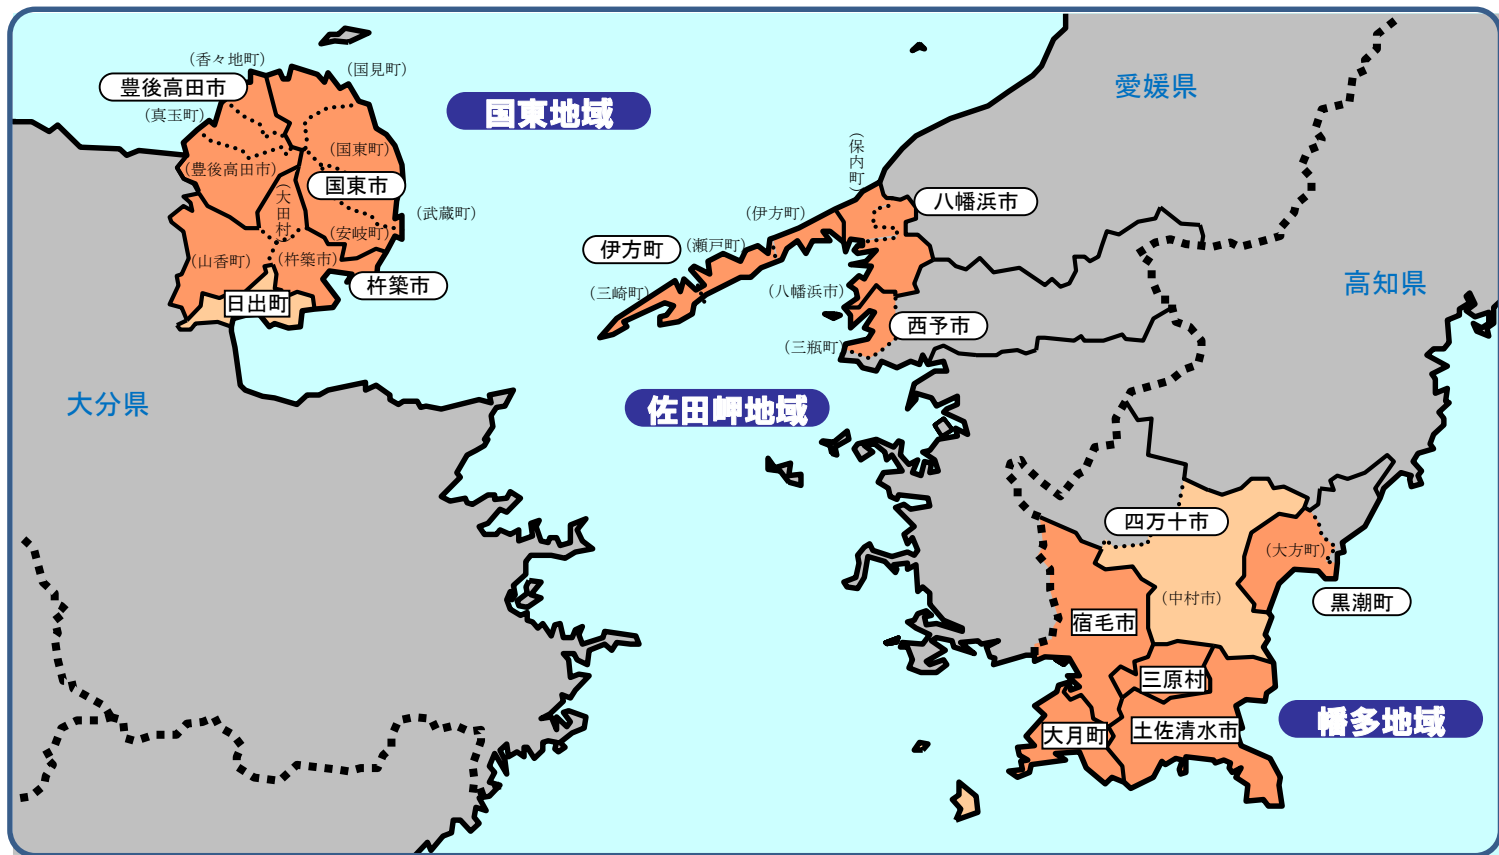 (香々地町)
(国見町)
豊後高田市
(真玉町)
国東地域
愛媛県
(国東町)
(保内町)
(豊後高田市)
国東市
(大田村)
八幡浜市
(武蔵町)
(伊方町)
(安岐町)
伊方町
(瀬戸町)
(山香町)
(杵築市)
杵築市
高知県
(三崎町)
(八幡浜市)
日出町
西予市
(三瓶町)
大分県
佐田岬地域
四万十市
(大方町)
(中村市)
黒潮町
宿毛市
三原村
幡多地域
大月町
土佐清水市